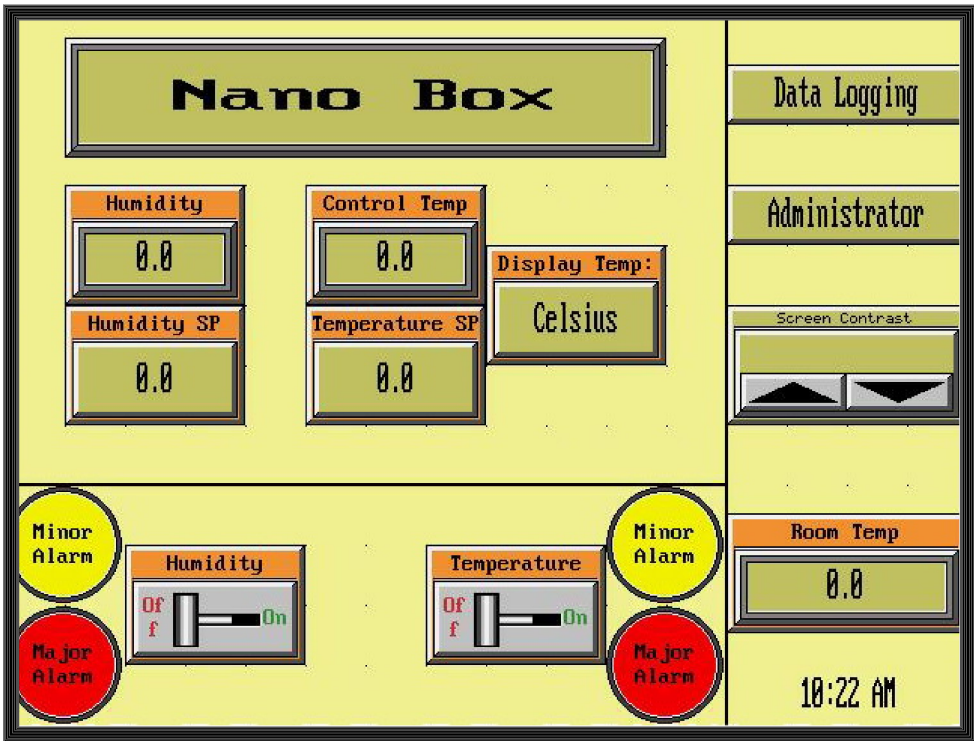 Nano Box
Data Logging
Humidity
0.0
Control Temp
0.0
Administrator
Display Temp:
Celsius
Humidity SP
0.0
Temperature SP
0.0
Screen Contrast
Minor
Alarm
Humidity
Of
f
On
Major
Alarm
Temperature
Of
f
On
Minor
Alarm
Major
Alarm
Room Temp
0.0
10:22 AM